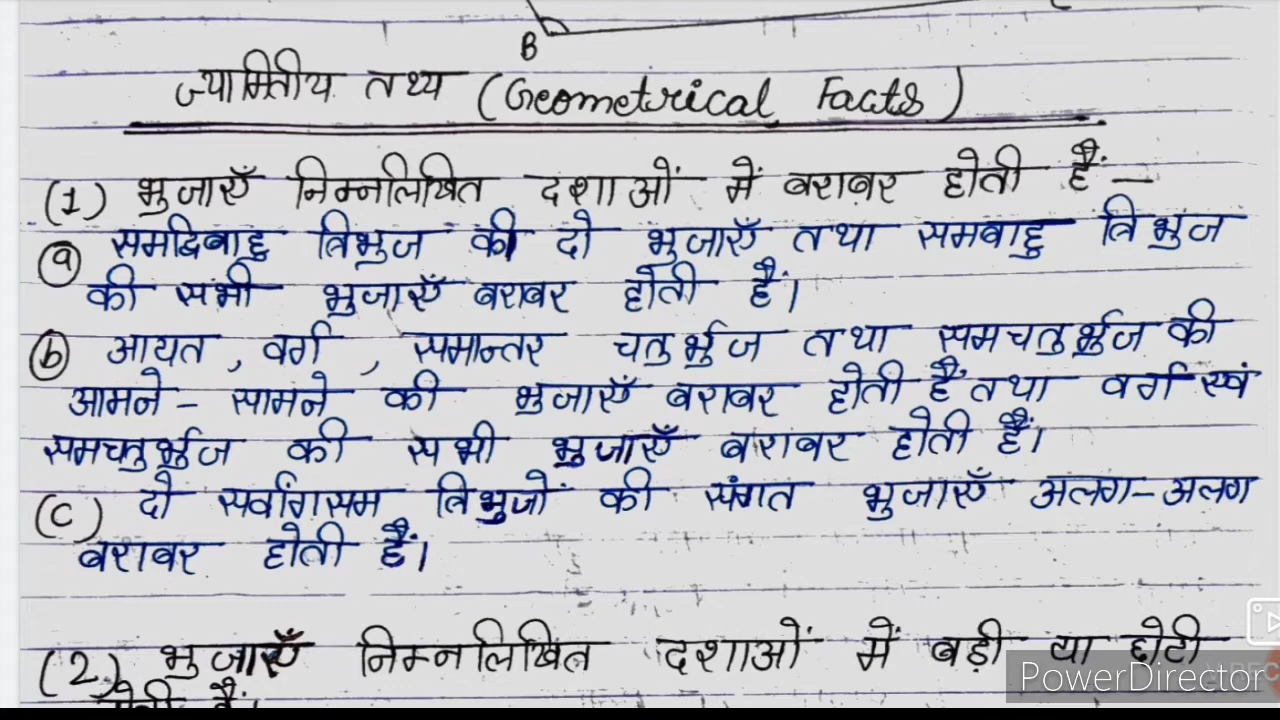 B
ज्यामितीय तथ्य (Geometrical Facts)
(1) भुजाएँ निम्नलिखित दशाओं में बराबर होती हैं-
(a) समद्विबाहु त्रिभुज की दो भुजाएँ तथा समबाहु त्रिभुज
की सभी भुजाएँ बराबर होती हैं।
(b) आयत, वर्ग, समान्तर चतुर्भुज तथा समचतुर्भुज की
आमने-सामने की भुजाएँ बराबर होती हैं तथा वर्ग एवं
समचतुर्भुज की सभी भुजाएँ बराबर होती हैं।
(c) दो सर्वांगसम त्रिभुजों की संगत भुजाएँ अलग-अलग
बराबर होती हैं।
(2) भुजाएँ निम्नलिखित दशाओं में बड़ी या छोटी
PowerDirector